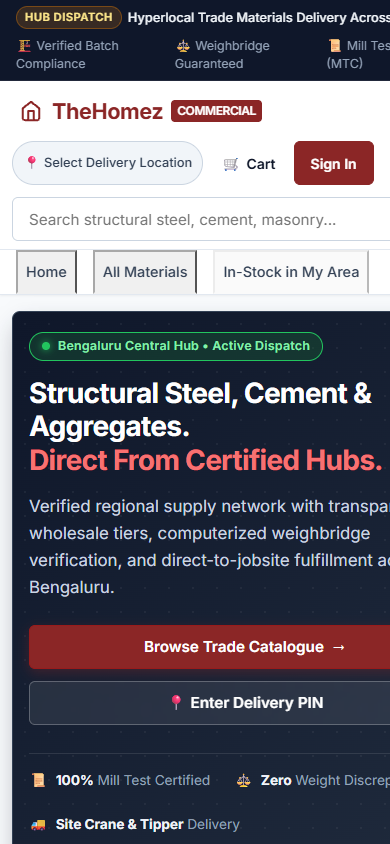 HUB DISPATCH Hyperlocal Trade Materials Delivery Across
Verified Batch Compliance
Weighbridge Guaranteed
Mill (MTC)
TheHomez COMMERCIAL
Select Delivery Location Cart Sign In
Search structural steel, cement, masonry...
Home All Materials In-Stock in My Area
Bengaluru Central Hub • Active Dispatch
Structural Steel, Cement &
Aggregates.
Direct From Certified Hubs.
Verified regional supply network with
wholesale tiers, computerized weighbridge
verification, and direct-to-jobsite fulfillment
Bengaluru.
Browse Trade Catalogue →
Enter Delivery PIN
100% Mill Test Certified Zero Weight
Site Crane & Tipper Delivery